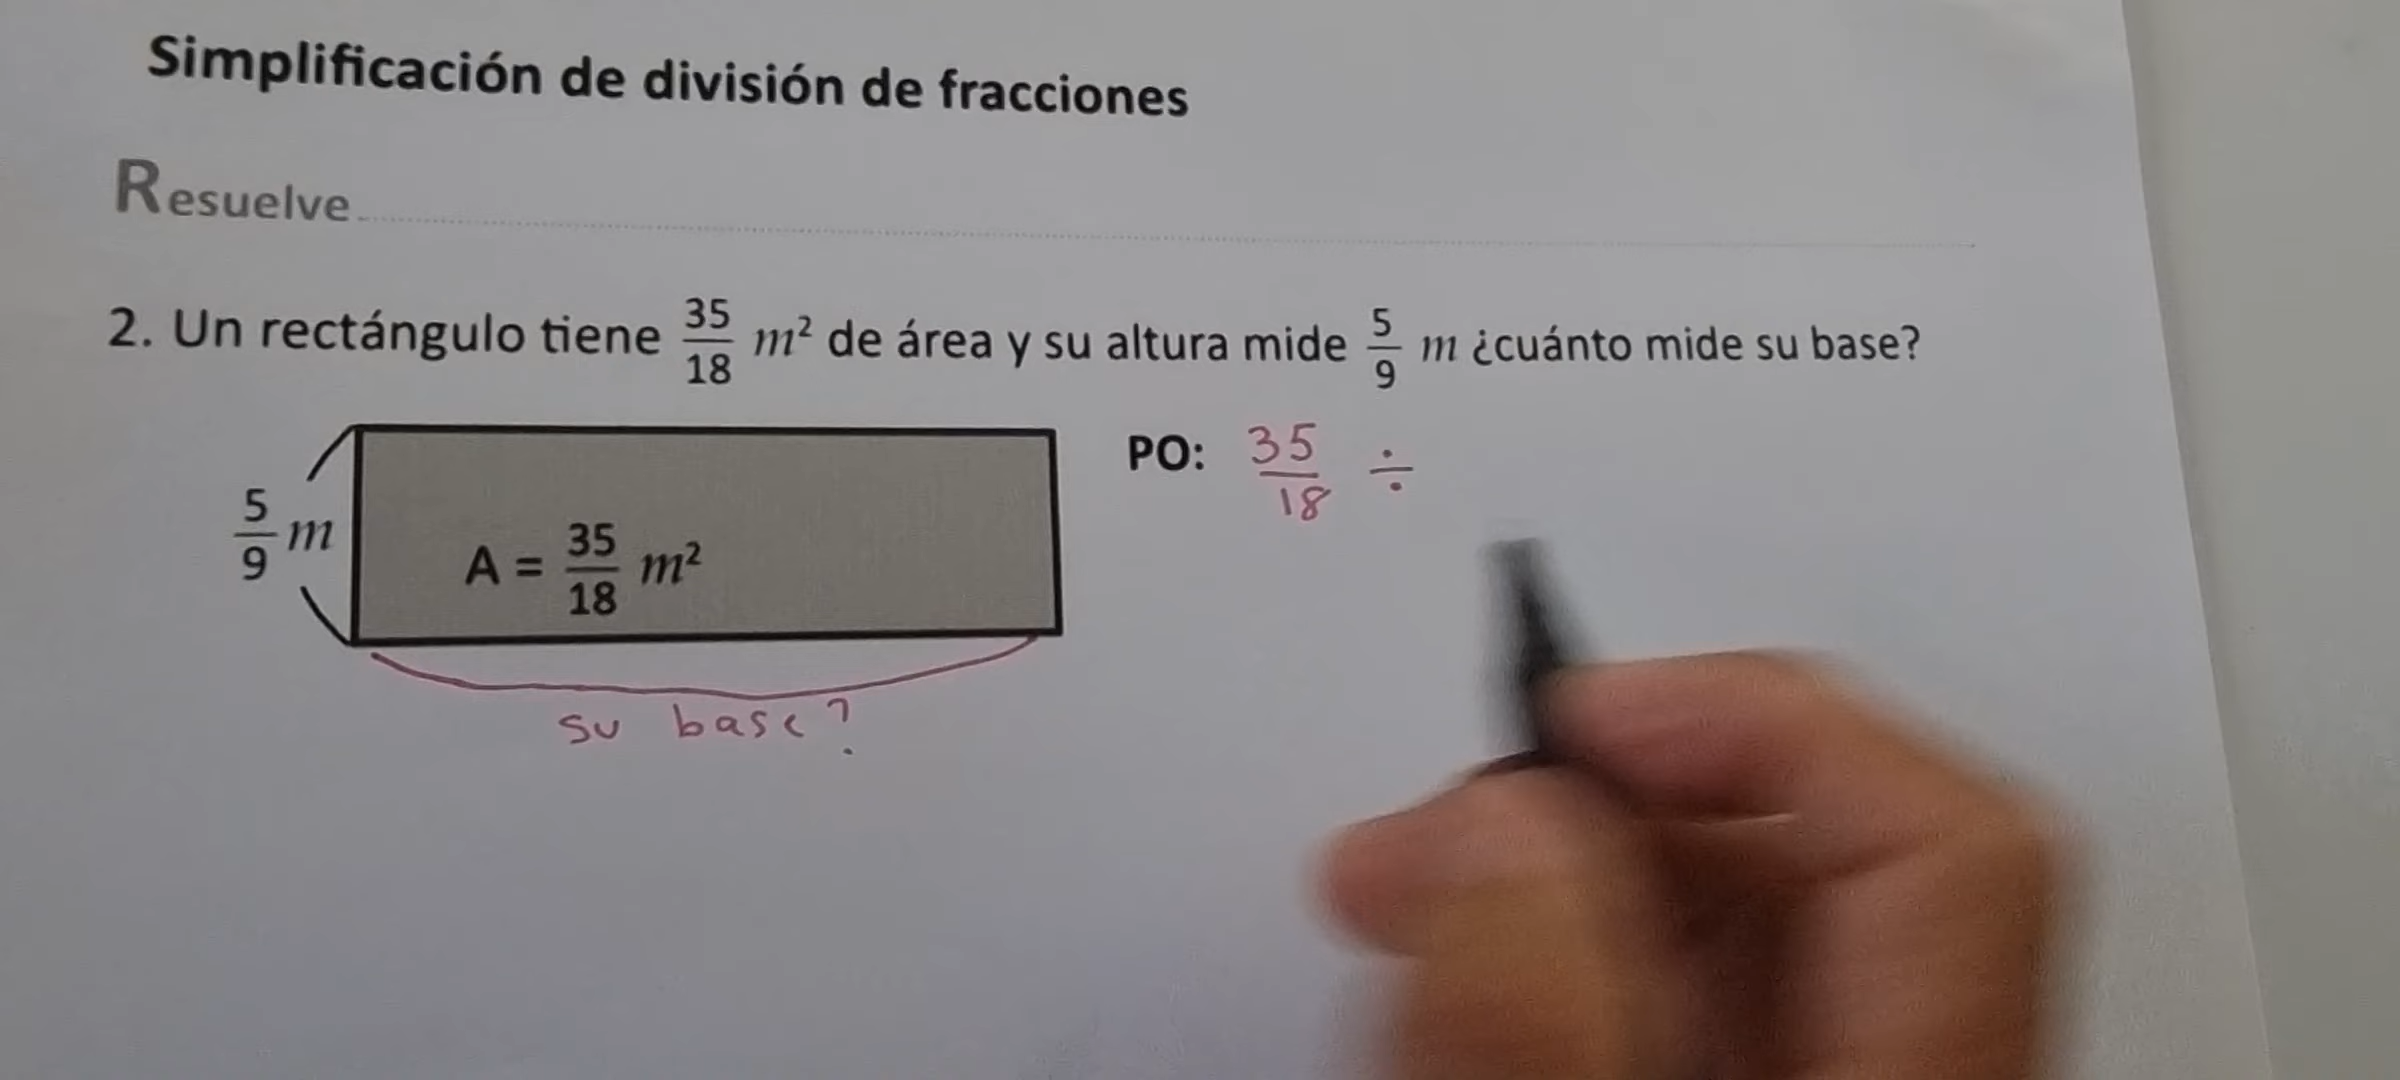 Simplificación de división de fracciones
Resuelve
2. Un rectángulo tiene 35/18 m² de área y su altura mide 5/9 m ¿cuánto mide su base?
PO: 35/18 ÷
5/9 m
A = 35/18 m²
su base?